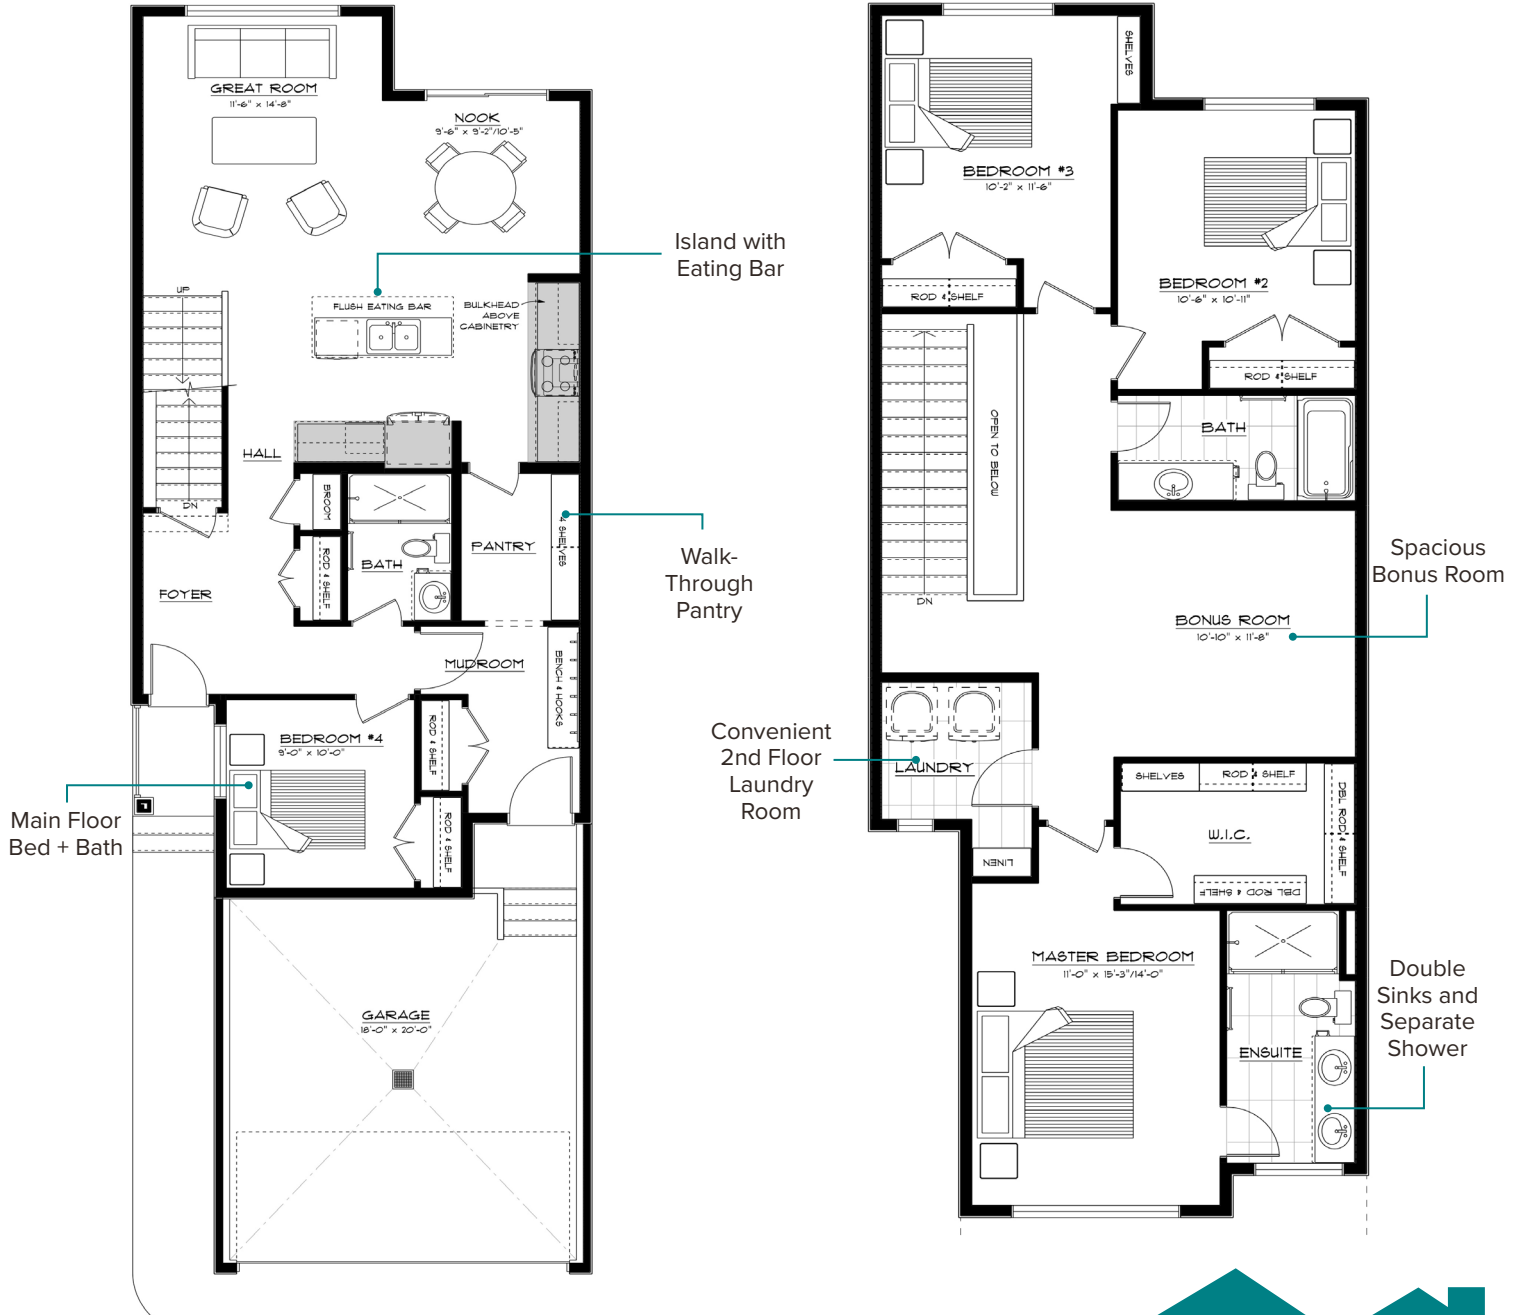 GREAT ROOM
11'-6" x 14'-8"
NOOK
9'-6" x 9'-2"/10'-5"
Island with
Eating Bar
UP
FLUSH EATING BAR
BULKHEAD
ABOVE
CABINETRY
HALL
DN
BROOM
ROD & SHELF
BATH
PANTRY
4 SHELVES
Walk-
Through
Pantry
FOYER
MUDROOM
BENCH & HOOKS
BEDROOM #4
9'-0" x 10'-0"
ROD & SHELF
ROD & SHELF
Main Floor
Bed + Bath
GARAGE
18'-0" x 20'-0"
SHELVES
BEDROOM #3
10'-2" x 11'-6"
ROD & SHELF
BEDROOM #2
10'-6" x 10'-11"
ROD & SHELF
OPEN TO BELOW
BATH
DN
Spacious
Bonus Room
BONUS ROOM
10'-10" x 11'-8"
Convenient
2nd Floor
Laundry
Room
LAUNDRY
LINEN
SHELVES
ROD & SHELF
DBL ROD & SHELF
W.I.C.
DBL ROD & SHELF
MASTER BEDROOM
11'-0" x 15'-3"/14'-0"
ENSUITE
Double
Sinks and
Separate
Shower